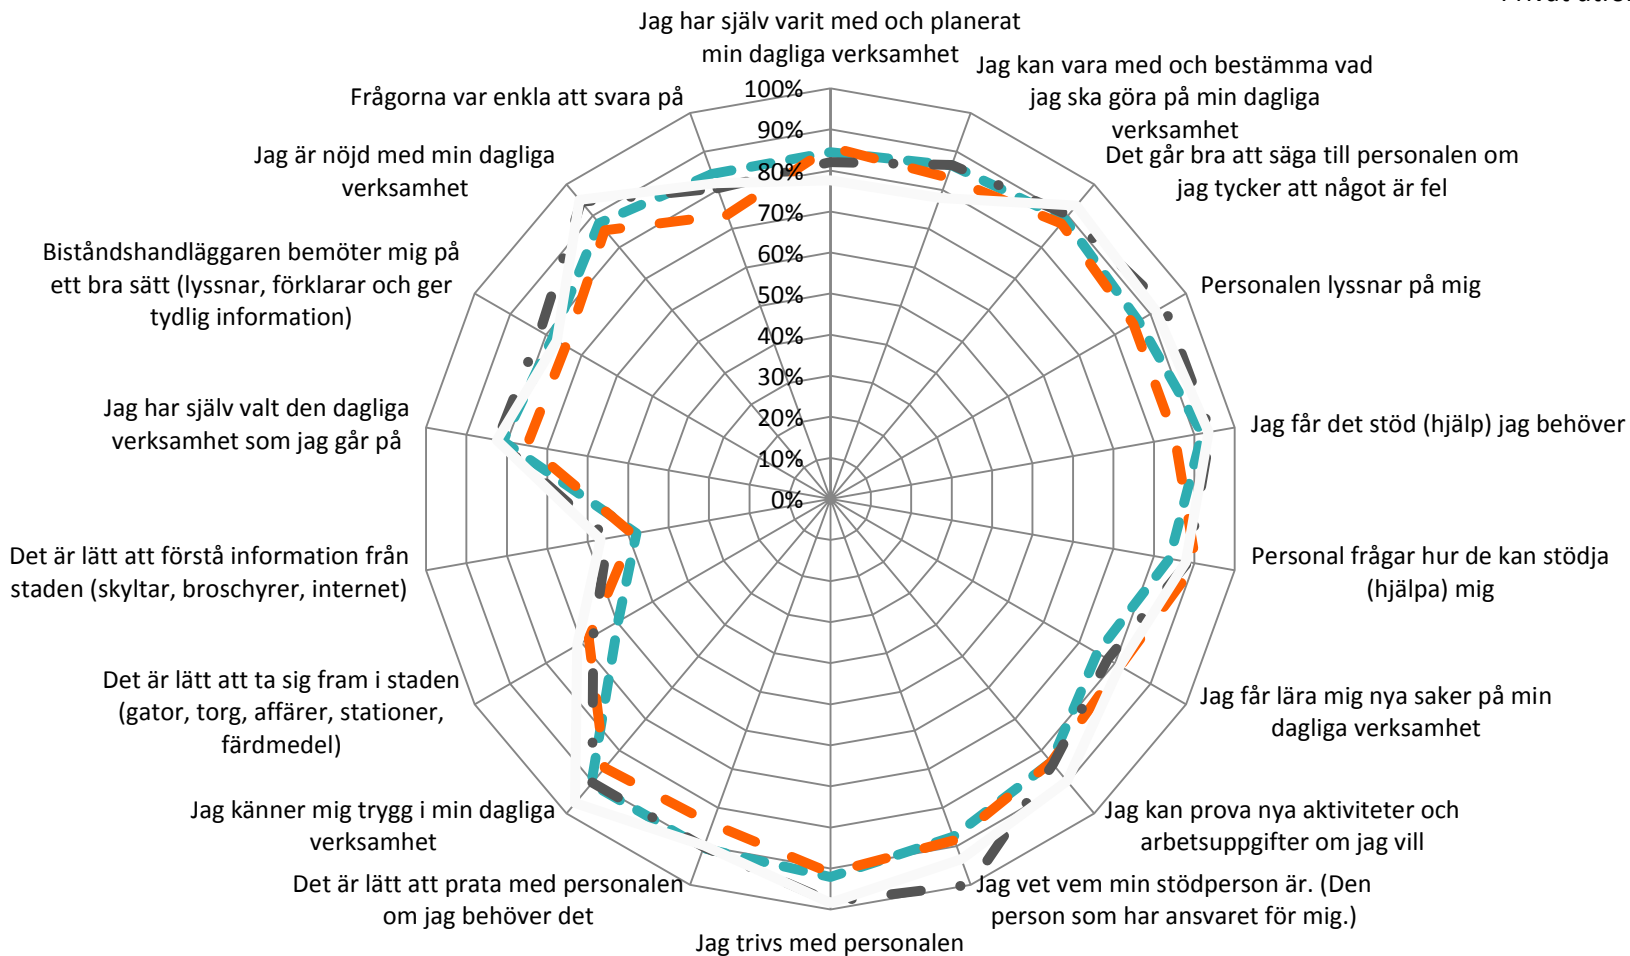 Jag har själv varit med och planerat
min dagliga verksamhet
Jag kan vara med och bestämma vad
jag ska göra på min dagliga
verksamhet
Det går bra att säga till personalen om
jag tycker att något är fel
Personalen lyssnar på mig
Jag får det stöd (hjälp) jag behöver
Personal frågar hur de kan stödja
(hjälpa) mig
Jag får lära mig nya saker på min
dagliga verksamhet
Jag kan prova nya aktiviteter och
arbetsuppgifter om jag vill
Jag vet vem min stödperson är. (Den
person som har ansvaret för mig.)
Jag trivs med personalen
Det är lätt att prata med personalen
om jag behöver det
Jag känner mig trygg i min dagliga
verksamhet
Det är lätt att ta sig fram i staden
(gator, torg, affärer, stationer,
färdmedel)
Det är lätt att förstå information från
staden (skyltar, broschyrer, internet)
Jag har själv valt den dagliga
verksamhet som jag går på
Biståndshandläggaren bemöter mig på
ett bra sätt (lyssnar, förklarar och ger
tydlig information)
Jag är nöjd med min dagliga
verksamhet
Frågorna var enkla att svara på
100%
90%
80%
70%
60%
50%
40%
30%
20%
10%
0%